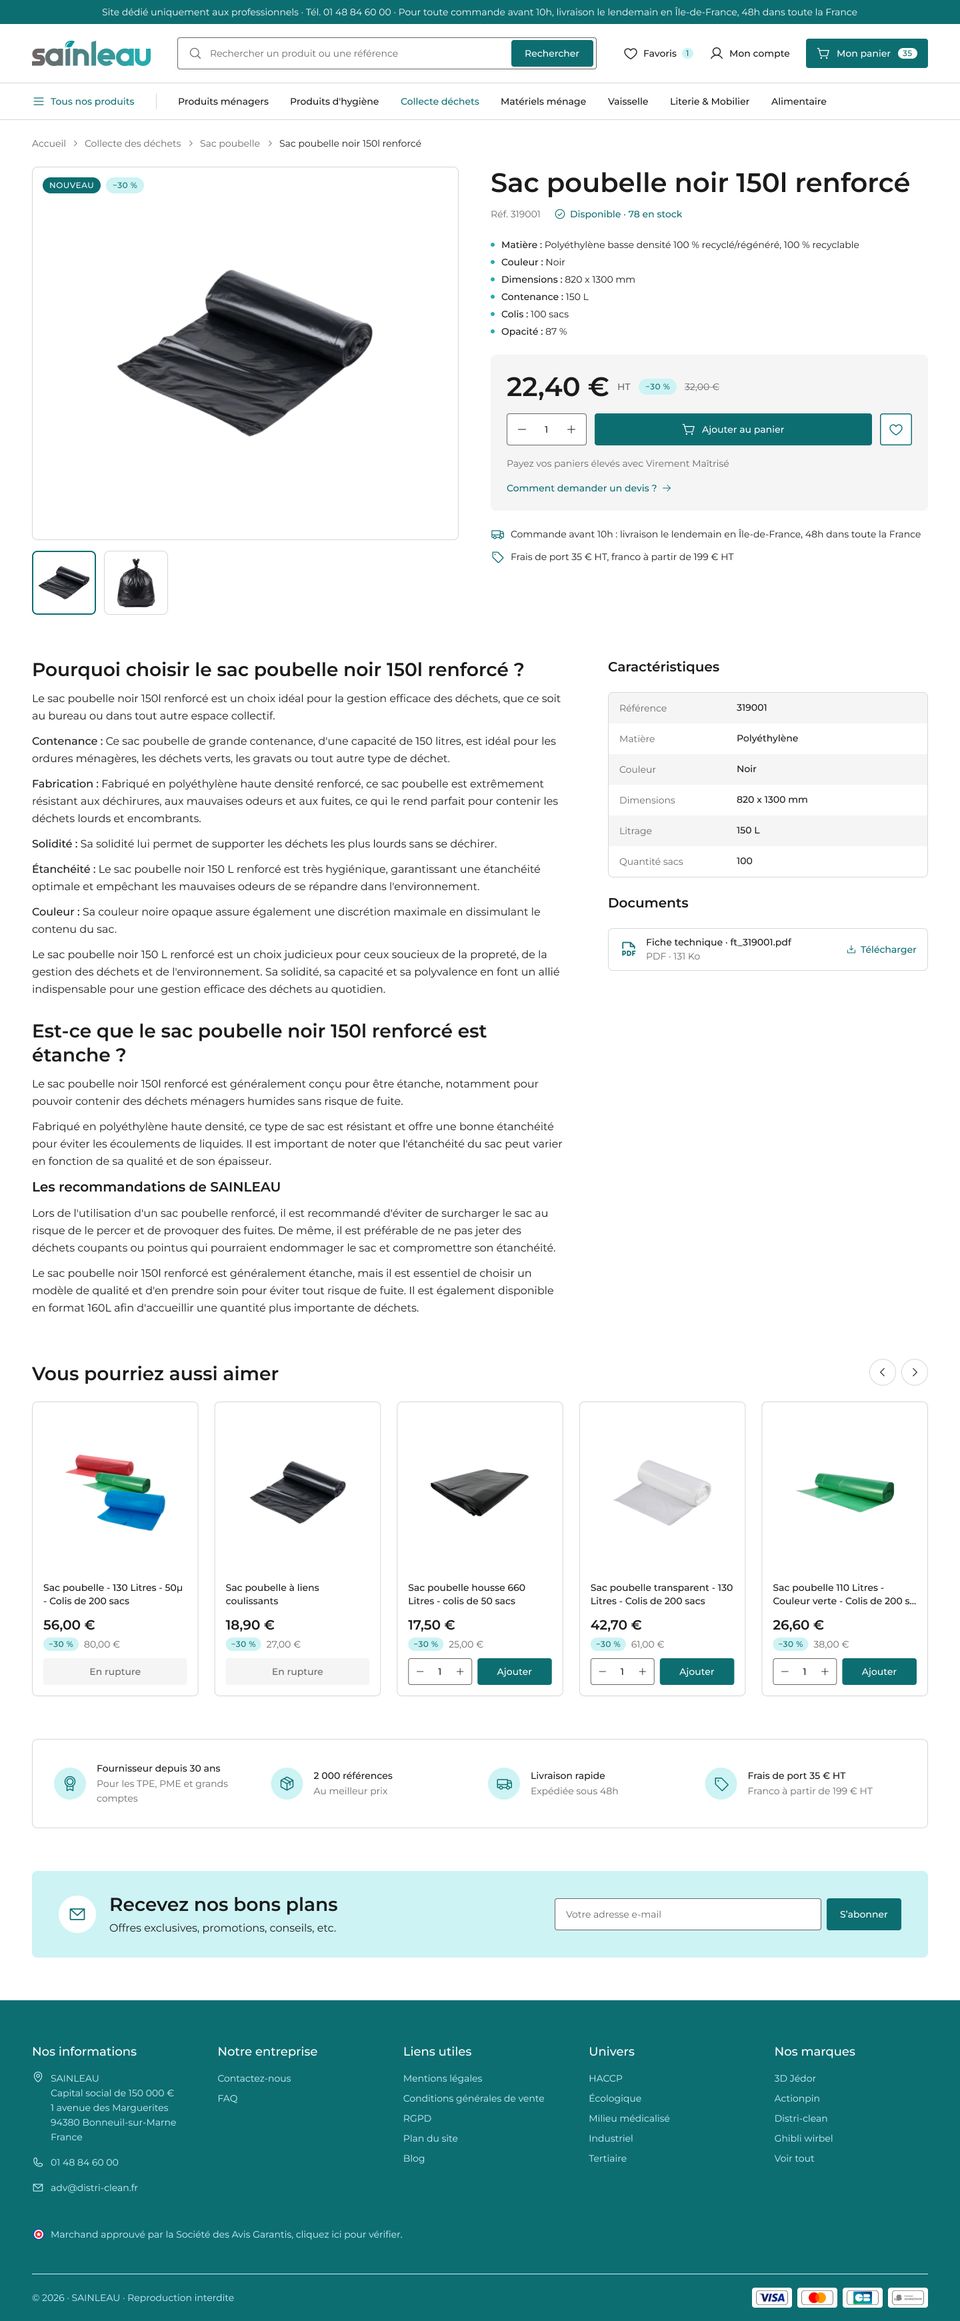 Site dédié uniquement aux professionnels · Tél. 01 48 84 60 00 · Pour toute commande avant 10h, livraison le lendemain en Île-de-France, 48h dans toute la France
sainleau
Rechercher un produit ou une référence
Rechercher
Favoris 1
Mon compte
Mon panier 35
Tous nos produits
Produits ménagers
Produits d'hygiène
Collecte déchets
Matériels ménage
Vaisselle
Literie & Mobilier
Alimentaire
Accueil > Collecte des déchets > Sac poubelle > Sac poubelle noir 150l renforcé
NOUVEAU
−30 %
Sac poubelle noir 150l renforcé
Réf. 319001
Disponible · 78 en stock
Matière : Polyéthylène basse densité 100 % recyclé/régénéré, 100 % recyclable
Couleur : Noir
Dimensions : 820 x 1300 mm
Contenance : 150 L
Colis : 100 sacs
Opacité : 87 %
22,40 € HT −30 % 32,00 €
− 1 +
Ajouter au panier
Payez vos paniers élevés avec Virement Maîtrisé
Comment demander un devis ? →
Commande avant 10h : livraison le lendemain en Île-de-France, 48h dans toute la France
Frais de port 35 € HT, franco à partir de 199 € HT
Pourquoi choisir le sac poubelle noir 150l renforcé ?
Le sac poubelle noir 150l renforcé est un choix idéal pour la gestion efficace des déchets, que ce soit
au bureau ou dans tout autre espace collectif.
Contenance : Ce sac poubelle de grande contenance, d'une capacité de 150 litres, est idéal pour les
ordures ménagères, les déchets verts, les gravats ou tout autre type de déchet.
Fabrication : Fabriqué en polyéthylène haute densité renforcé, ce sac poubelle est extrêmement
résistant aux déchirures, aux mauvaises odeurs et aux fuites, ce qui le rend parfait pour contenir les
déchets lourds et encombrants.
Solidité : Sa solidité lui permet de supporter les déchets les plus lourds sans se déchirer.
Étanchéité : Le sac poubelle noir 150 L renforcé est très hygiénique, garantissant une étanchéité
optimale et empêchant les mauvaises odeurs de se répandre dans l'environnement.
Couleur : Sa couleur noire opaque assure également une discrétion maximale en dissimulant le
contenu du sac.
Le sac poubelle noir 150 L renforcé est un choix judicieux pour ceux soucieux de la propreté, de la
gestion des déchets et de l'environnement. Sa solidité, sa capacité et sa polyvalence en font un allié
indispensable pour une gestion efficace des déchets au quotidien.
Est-ce que le sac poubelle noir 150l renforcé est
étanche ?
Le sac poubelle noir 150l renforcé est généralement conçu pour être étanche, notamment pour
pouvoir contenir des déchets ménagers humides sans risque de fuite.
Fabriqué en polyéthylène haute densité, ce type de sac est résistant et offre une bonne étanchéité
pour éviter les écoulements de liquides. Il est important de noter que l'étanchéité du sac peut varier
en fonction de sa qualité et de son épaisseur.
Les recommandations de SAINLEAU
Lors de l'utilisation d'un sac poubelle renforcé, il est recommandé d'éviter de surcharger le sac au
risque de le percer et de provoquer des fuites. De même, il est préférable de ne pas jeter des
déchets coupants ou pointus qui pourraient endommager le sac et compromettre son étanchéité.
Le sac poubelle noir 150l renforcé est généralement étanche, mais il est essentiel de choisir un
modèle de qualité et d'en prendre soin pour éviter tout risque de fuite. Il est également disponible
en format 160L afin d'accueillir une quantité plus importante de déchets.
Caractéristiques
Référence 319001
Matière Polyéthylène
Couleur Noir
Dimensions 820 x 1300 mm
Litrage 150 L
Quantité sacs 100
Documents
PDF
Fiche technique · ft_319001.pdf
PDF · 131 Ko
Télécharger
Vous pourriez aussi aimer
Sac poubelle - 130 Litres - 50µ
- Colis de 200 sacs
56,00 €
−30 % 80,00 €
En rupture
Sac poubelle à liens
coulissants
18,90 €
−30 % 27,00 €
En rupture
Sac poubelle housse 660
Litres - colis de 50 sacs
17,50 €
−30 % 25,00 €
− 1 + Ajouter
Sac poubelle transparent - 130
Litres - Colis de 200 sacs
42,70 €
−30 % 61,00 €
− 1 + Ajouter
Sac poubelle 110 Litres -
Couleur verte - Colis de 200 s...
26,60 €
−30 % 38,00 €
− 1 + Ajouter
Fournisseur depuis 30 ans
Pour les TPE, PME et grands
comptes
2 000 références
Au meilleur prix
Livraison rapide
Expédiée sous 48h
Frais de port 35 € HT
Franco à partir de 199 € HT
Recevez nos bons plans
Offres exclusives, promotions, conseils, etc.
Votre adresse e-mail
S'abonner
Nos informations
SAINLEAU
Capital social de 150 000 €
1 avenue des Marguerites
94380 Bonneuil-sur-Marne
France
01 48 84 60 00
adv@distri-clean.fr
Notre entreprise
Contactez-nous
FAQ
Liens utiles
Mentions légales
Conditions générales de vente
RGPD
Plan du site
Blog
Univers
HACCP
Écologique
Milieu médicalisé
Industriel
Tertiaire
Nos marques
3D Jédor
Actionpin
Distri-clean
Ghibli wirbel
Voir tout
Marchand approuvé par la Société des Avis Garantis, cliquez ici pour vérifier.
© 2026 · SAINLEAU · Reproduction interdite
VISA
CB